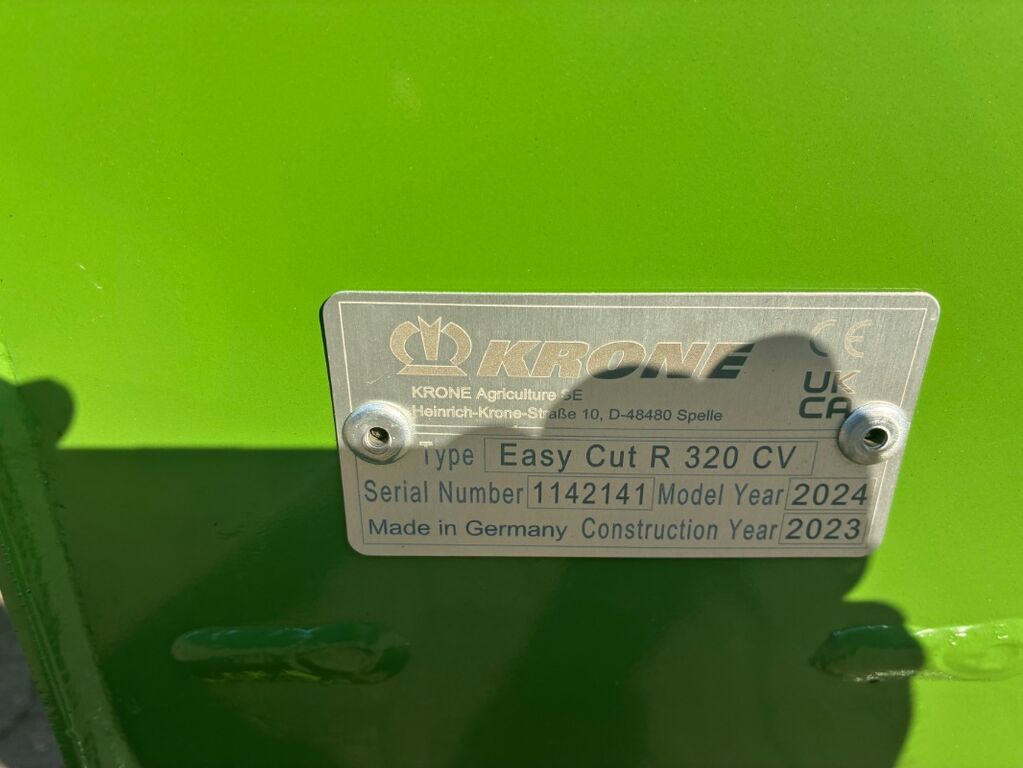 KRONE CE
KRONE Agriculture SE
UK
CA
Heinrich-Krone-Straße 10, D-48480 Spelle
Type Easy Cut R 320 CV
Serial Number 1142141 Model Year 2024
Made in Germany Construction Year 2023